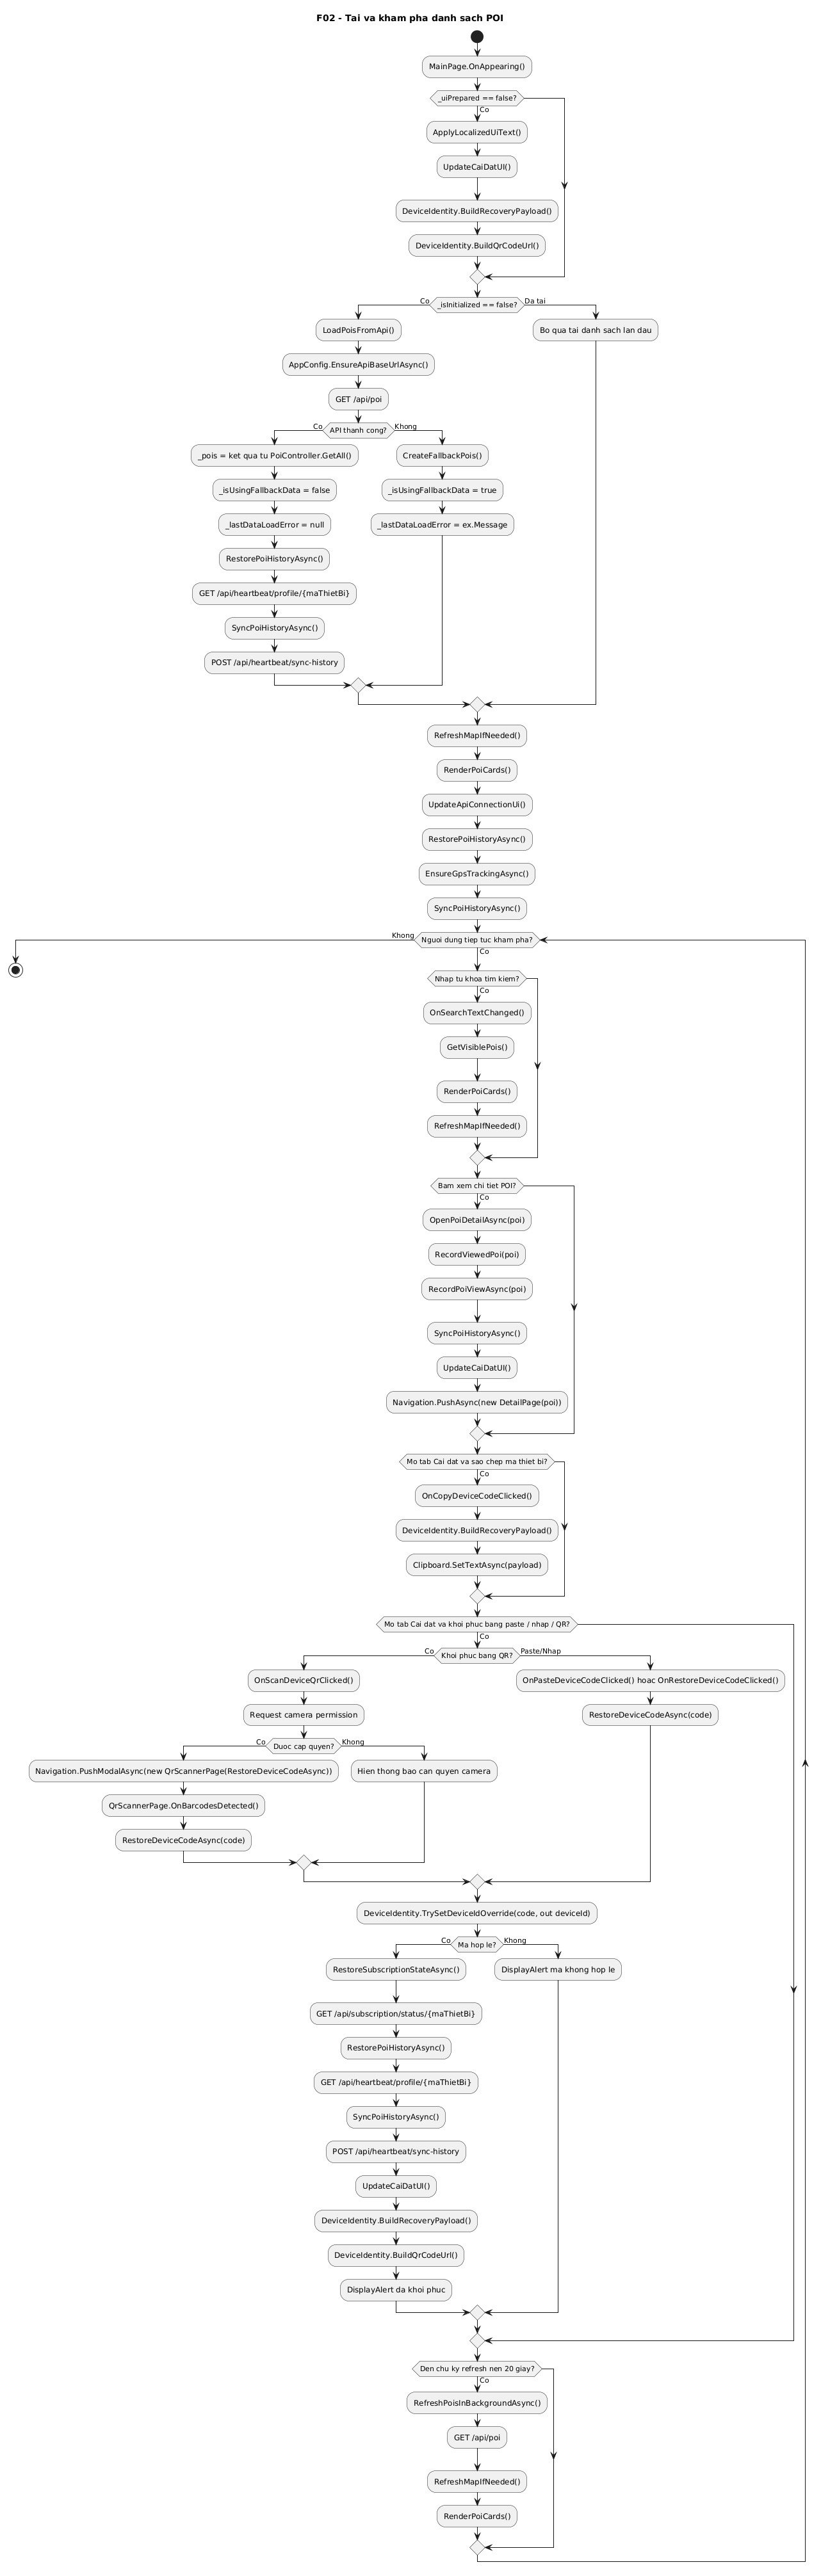 F02 - Tai va kham pha danh sach POI
MainPage.OnAppearing()
_uiPrepared == false?
Co
ApplyLocalizedUiText()
UpdateCaiDatUI()
DeviceIdentity.BuildRecoveryPayload()
DeviceIdentity.BuildQrCodeUrl()
Co
_isInitialized == false?
Da tai
LoadPoisFromApi()
Bo qua tai danh sach lan dau
AppConfig.EnsureApiBaseUrlAsync()
GET /api/poi
Co
API thanh cong?
Khong
_pois = ket qua tu PoiController.GetAll()
CreateFallbackPois()
_isUsingFallbackData = false
_isUsingFallbackData = true
_lastDataLoadError = null
_lastDataLoadError = ex.Message
RestorePoiHistoryAsync()
GET /api/heartbeat/profile/{maThietBi}
SyncPoiHistoryAsync()
POST /api/heartbeat/sync-history
RefreshMapIfNeeded()
RenderPoiCards()
UpdateApiConnectionUi()
RestorePoiHistoryAsync()
EnsureGpsTrackingAsync()
SyncPoiHistoryAsync()
Khong
Nguoi dung tiep tuc kham pha?
Co
Nhap tu khoa tim kiem?
Co
OnSearchTextChanged()
GetVisiblePois()
RenderPoiCards()
RefreshMapIfNeeded()
Bam xem chi tiet POI?
Co
OpenPoiDetailAsync(poi)
RecordViewedPoi(poi)
RecordPoiViewAsync(poi)
SyncPoiHistoryAsync()
UpdateCaiDatUI()
Navigation.PushAsync(new DetailPage(poi))
Mo tab Cai dat va sao chep ma thiet bi?
Co
OnCopyDeviceCodeClicked()
DeviceIdentity.BuildRecoveryPayload()
Clipboard.SetTextAsync(payload)
Mo tab Cai dat va khoi phuc bang paste / nhap / QR?
Co
Co
Khoi phuc bang QR?
Paste/Nhap
OnScanDeviceQrClicked()
OnPasteDeviceCodeClicked() hoac OnRestoreDeviceCodeClicked()
Request camera permission
RestoreDeviceCodeAsync(code)
Co
Duoc cap quyen?
Khong
Navigation.PushModalAsync(new QrScannerPage(RestoreDeviceCodeAsync))
Hien thong bao can quyen camera
QrScannerPage.OnBarcodesDetected()
RestoreDeviceCodeAsync(code)
DeviceIdentity.TrySetDeviceIdOverride(code, out deviceId)
Co
Ma hop le?
Khong
RestoreSubscriptionStateAsync()
DisplayAlert ma khong hop le
GET /api/subscription/status/{maThietBi}
RestorePoiHistoryAsync()
GET /api/heartbeat/profile/{maThietBi}
SyncPoiHistoryAsync()
POST /api/heartbeat/sync-history
UpdateCaiDatUI()
DeviceIdentity.BuildRecoveryPayload()
DeviceIdentity.BuildQrCodeUrl()
DisplayAlert da khoi phuc
Den chu ky refresh nen 20 giay?
Co
RefreshPoisInBackgroundAsync()
GET /api/poi
RefreshMapIfNeeded()
RenderPoiCards()